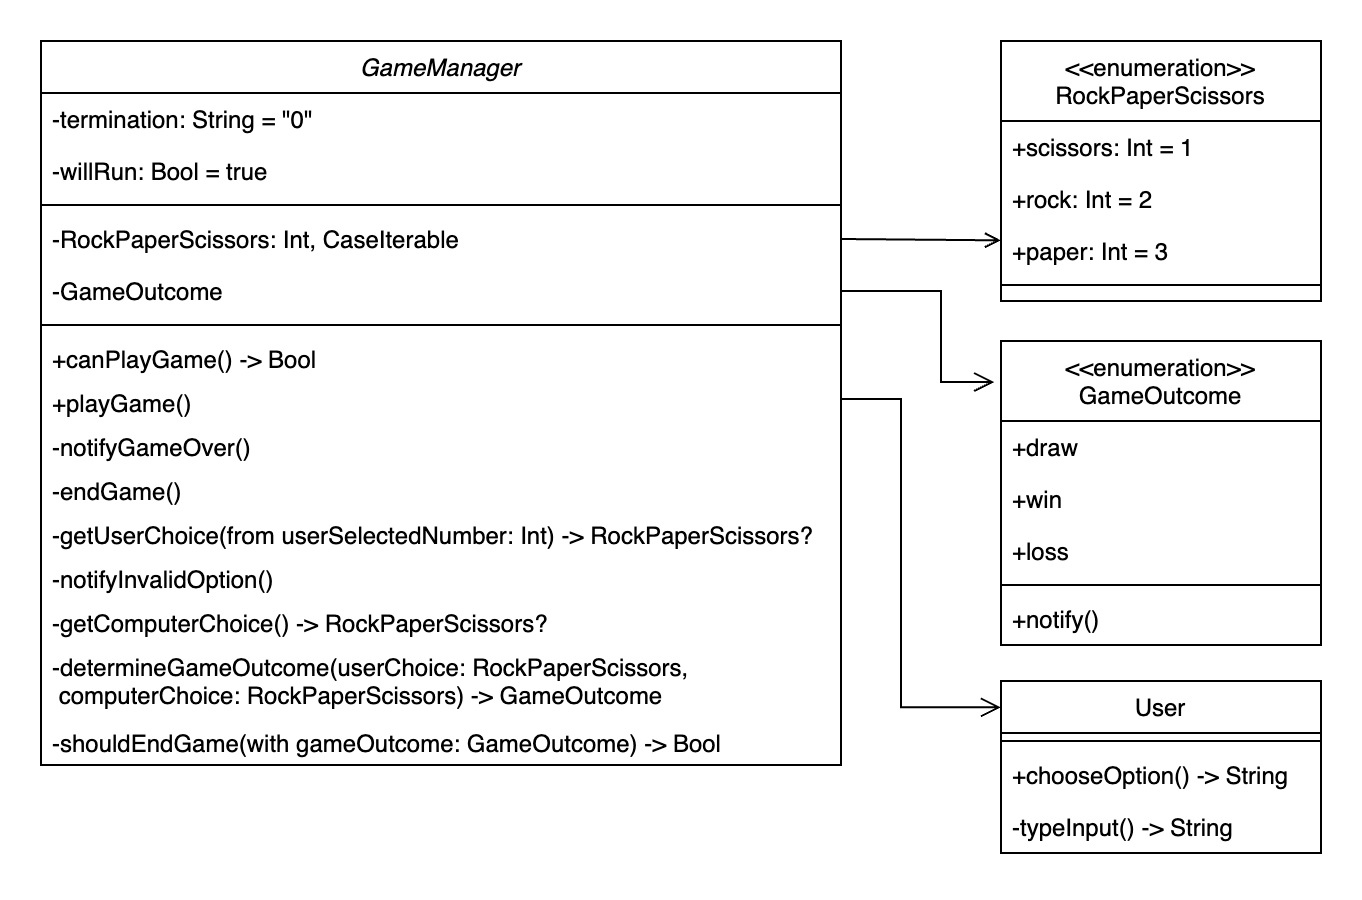 GameManager
-termination: String = "0"
-willRun: Bool = true
-RockPaperScissors: Int, CaseIterable
-GameOutcome
+canPlayGame() -> Bool
+playGame()
-notifyGameOver()
-endGame()
-getUserChoice(from userSelectedNumber: Int) -> RockPaperScissors?
-notifyInvalidOption()
-getComputerChoice() -> RockPaperScissors?
-determineGameOutcome(userChoice: RockPaperScissors,
computerChoice: RockPaperScissors) -> GameOutcome
-shouldEndGame(with gameOutcome: GameOutcome) -> Bool
<<enumeration>>
RockPaperScissors
+scissors: Int = 1
+rock: Int = 2
+paper: Int = 3
<<enumeration>>
GameOutcome
+draw
+win
+loss
+notify()
User
+chooseOption() -> String
-typeInput() -> String